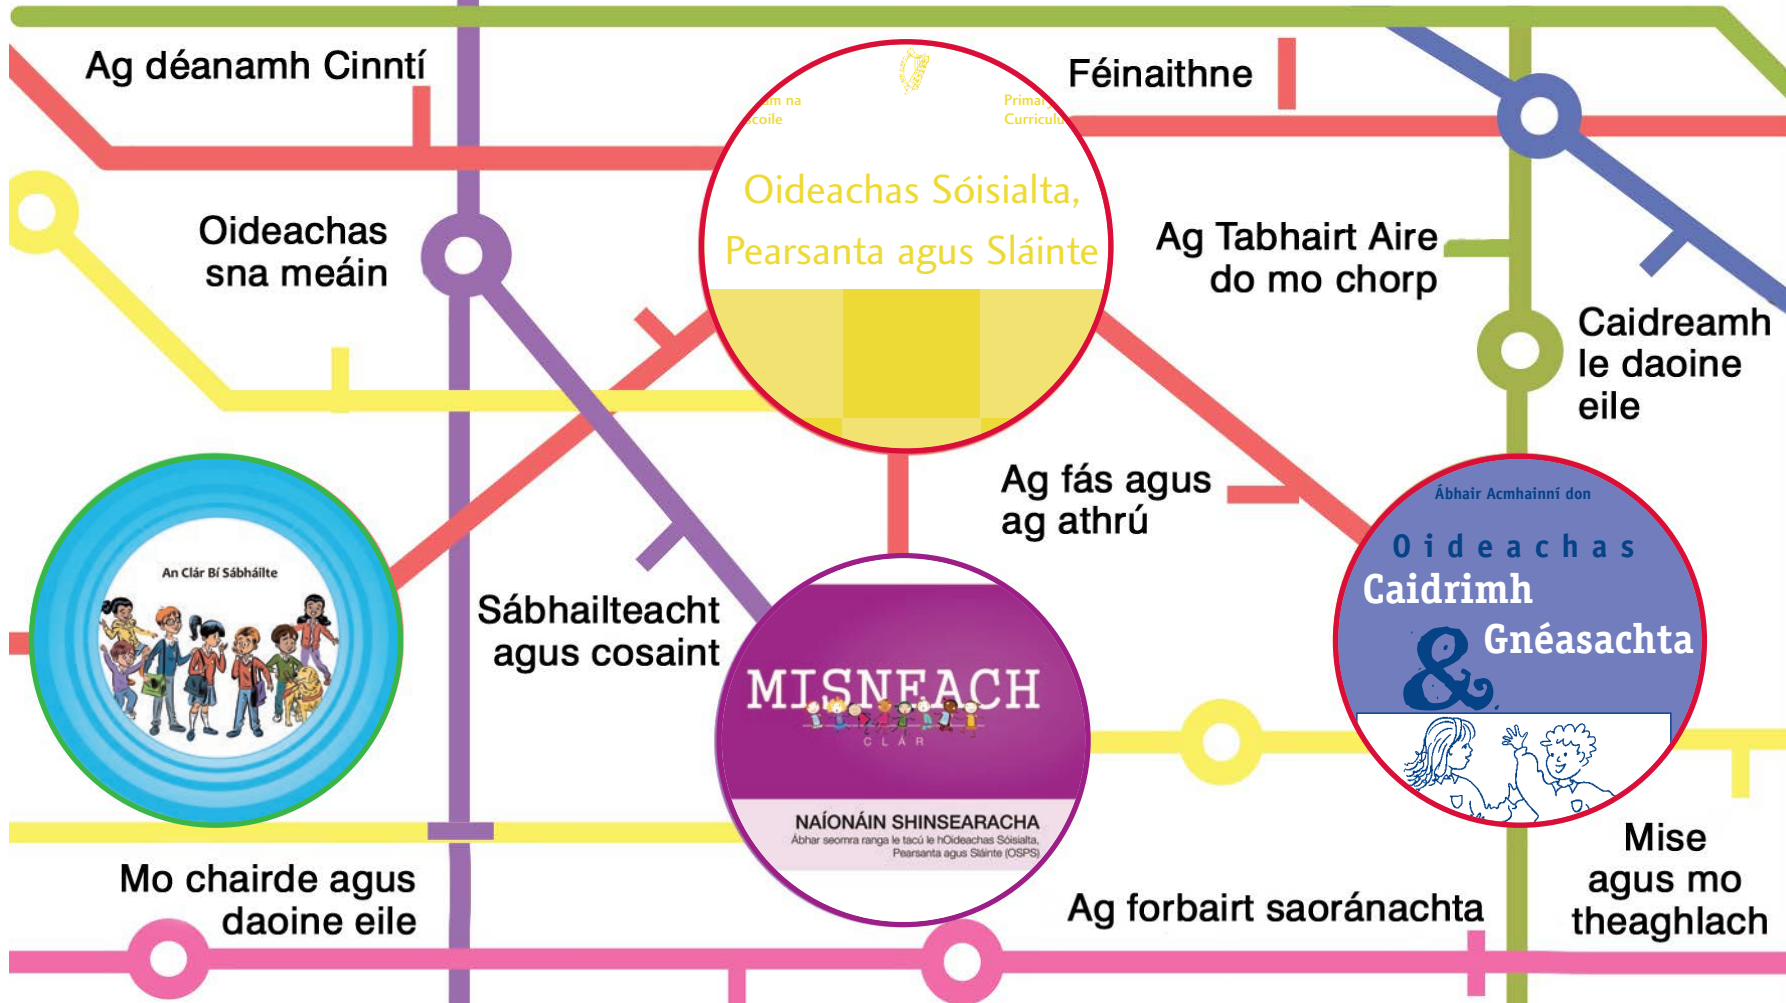 Ag déanamh Cinntí
Féinaithne
na
Curriculu
Oideachas Sóisialta,
Pearsanta agus Sláinte
Oideachas
sna meáin
Ag Tabhairt Aire
do mo chorp
Caidreamh
le daoine
eile
Ag fás agus
ag athrú
Ábhair Acmhainní don
Oideachas
Caidrimh
&
Gnéasachta
An Clár Bí Sábháilte
Sábhailteacht
agus cosaint
MISNEACH
CLÁR
NAÍONÁIN SHINSEARACHA
Ábhar seomra ranga le tacú le hOideachas Sóisialta,
Pearsanta agus Sláinte (OSPS)
Mise
agus mo
theaghlach
Mo chairde agus
daoine eile
Ag forbairt saoránachta